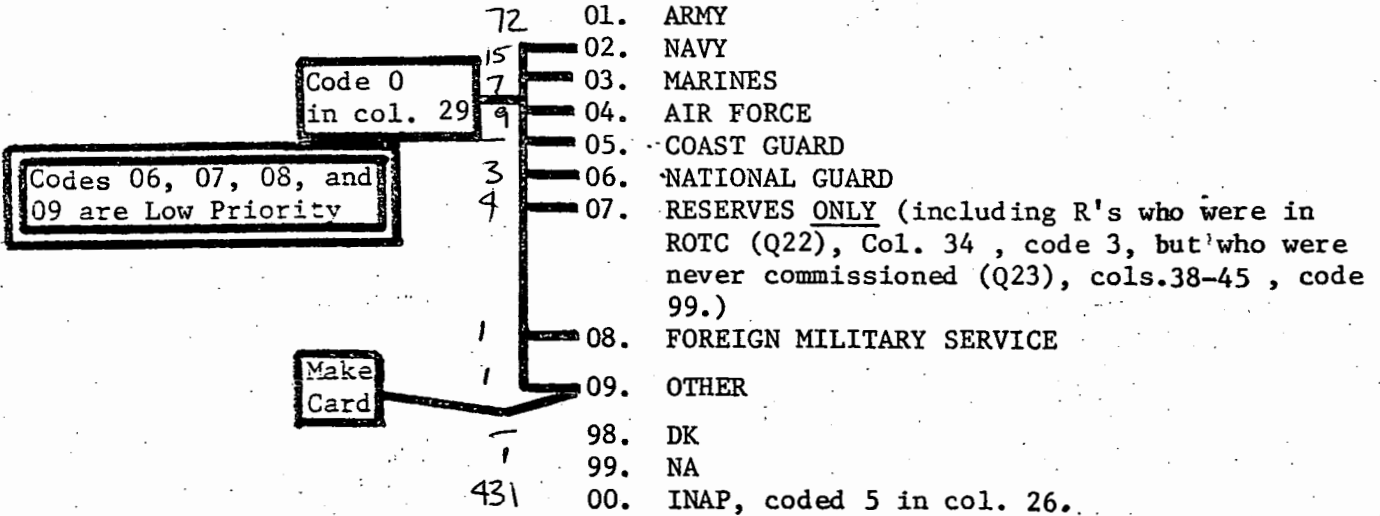 72 01. ARMY
15 02. NAVY
Code 0 7 03. MARINES
in col. 29 9 04. AIR FORCE
— 05. COAST GUARD
Codes 06, 07, 08, and 3 06. NATIONAL GUARD
09 are Low Priority 4 07. RESERVES ONLY (including R's who were in
ROTC (Q22), Col. 34 , code 3, but who were
never commissioned (Q23), cols.38-45 , code
99.)
1 08. FOREIGN MILITARY SERVICE
Make 1 09. OTHER
Card
— 98. DK
1 99. NA
431 00. INAP, coded 5 in col. 26.